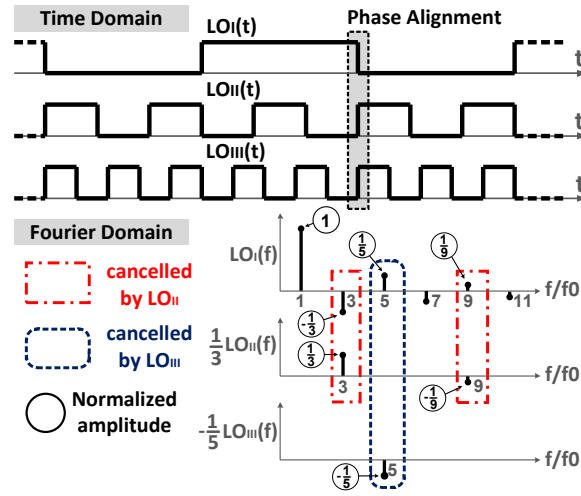 Time Domain
LOI(t)
Phase Alignment
t
LOII(t)
t
LOIII(t)
t
Fourier Domain
cancelled
by LOII
cancelled
by LOIII
Normalized
amplitude
LOI(f)
1
1/5
1/9
1
3
5
7
9
11
f/f0
-1/3
1/3 LOII(f)
1/3
3
9
-1/9
f/f0
-1/5 LOIII(f)
5
-1/5
f/f0